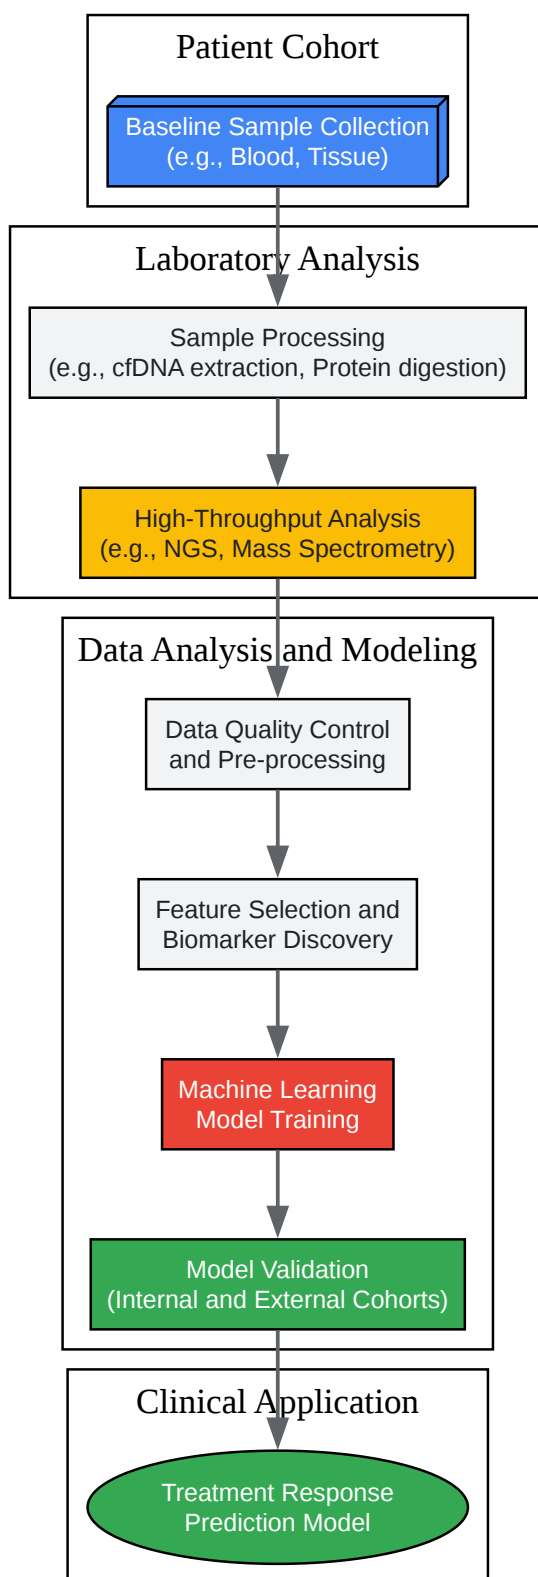 Patient Cohort
Baseline Sample Collection
(e.g., Blood, Tissue)
Laboratory Analysis
Sample Processing
(e.g., cfDNA extraction, Protein digestion)
High-Throughput Analysis
(e.g., NGS, Mass Spectrometry)
Data Analysis and Modeling
Data Quality Control
and Pre-processing
Feature Selection and
Biomarker Discovery
Machine Learning
Model Training
Model Validation
(Internal and External Cohorts)
Clinical Application
Treatment Response
Prediction Model